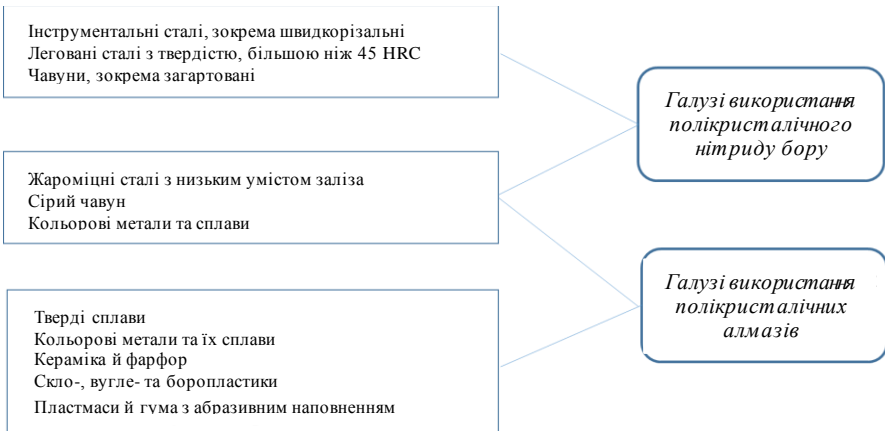 Інструментальні сталі, зокрема швидкорізальні
Леговані сталі з твердістю, більшою ніж 45 HRC
Чавуни, зокрема загартовані
Жароміцні сталі з низьким умістом заліза
Сірий чавун
Кольорові метали та сплави
Тверді сплави
Кольорові метали та їх сплави
Кераміка й фарфор
Скло-, вугле- та боропластики
Пластмаси й гума з абразивним наповненням
Галузі використання
полікристалічного
нітриду бору
Галузі використання
полікристалічних
алмазів